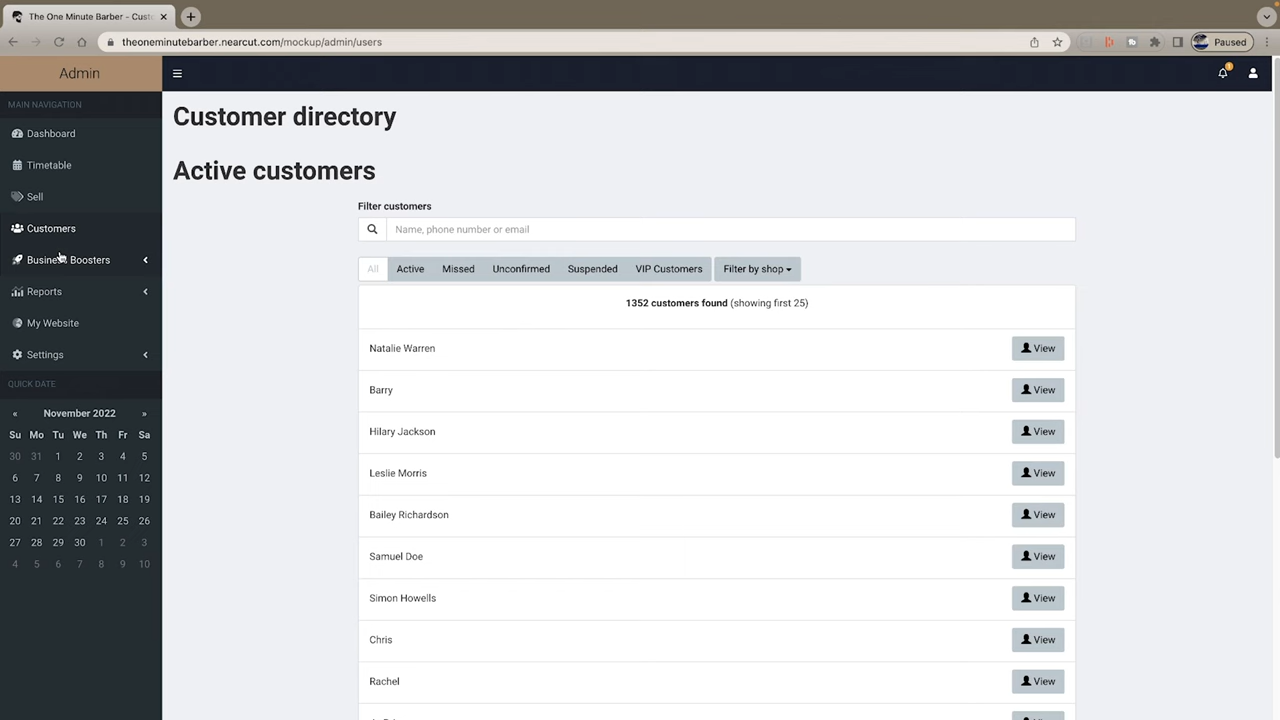 The One Minute Barber - Custo
theoneminutebarber.nearcut.com/mockup/admin/users
Paused
Admin
1
MAIN NAVIGATION
Dashboard
Timetable
Sell
Customers
Business Boosters
Reports
My Website
Settings
QUICK DATE
« November 2022 »
Su Mo Tu We Th Fr Sa
30 31 1 2 3 4 5
6 7 8 9 10 11 12
13 14 15 16 17 18 19
20 21 22 23 24 25 26
27 28 29 30 1 2 3
4 5 6 7 8 9 10
Customer directory
Active customers
Filter customers
Name, phone number or email
All Active Missed Unconfirmed Suspended VIP Customers Filter by shop
1352 customers found (showing first 25)
Natalie Warren View
Barry View
Hilary Jackson View
Leslie Morris View
Bailey Richardson View
Samuel Doe View
Simon Howells View
Chris View
Rachel View